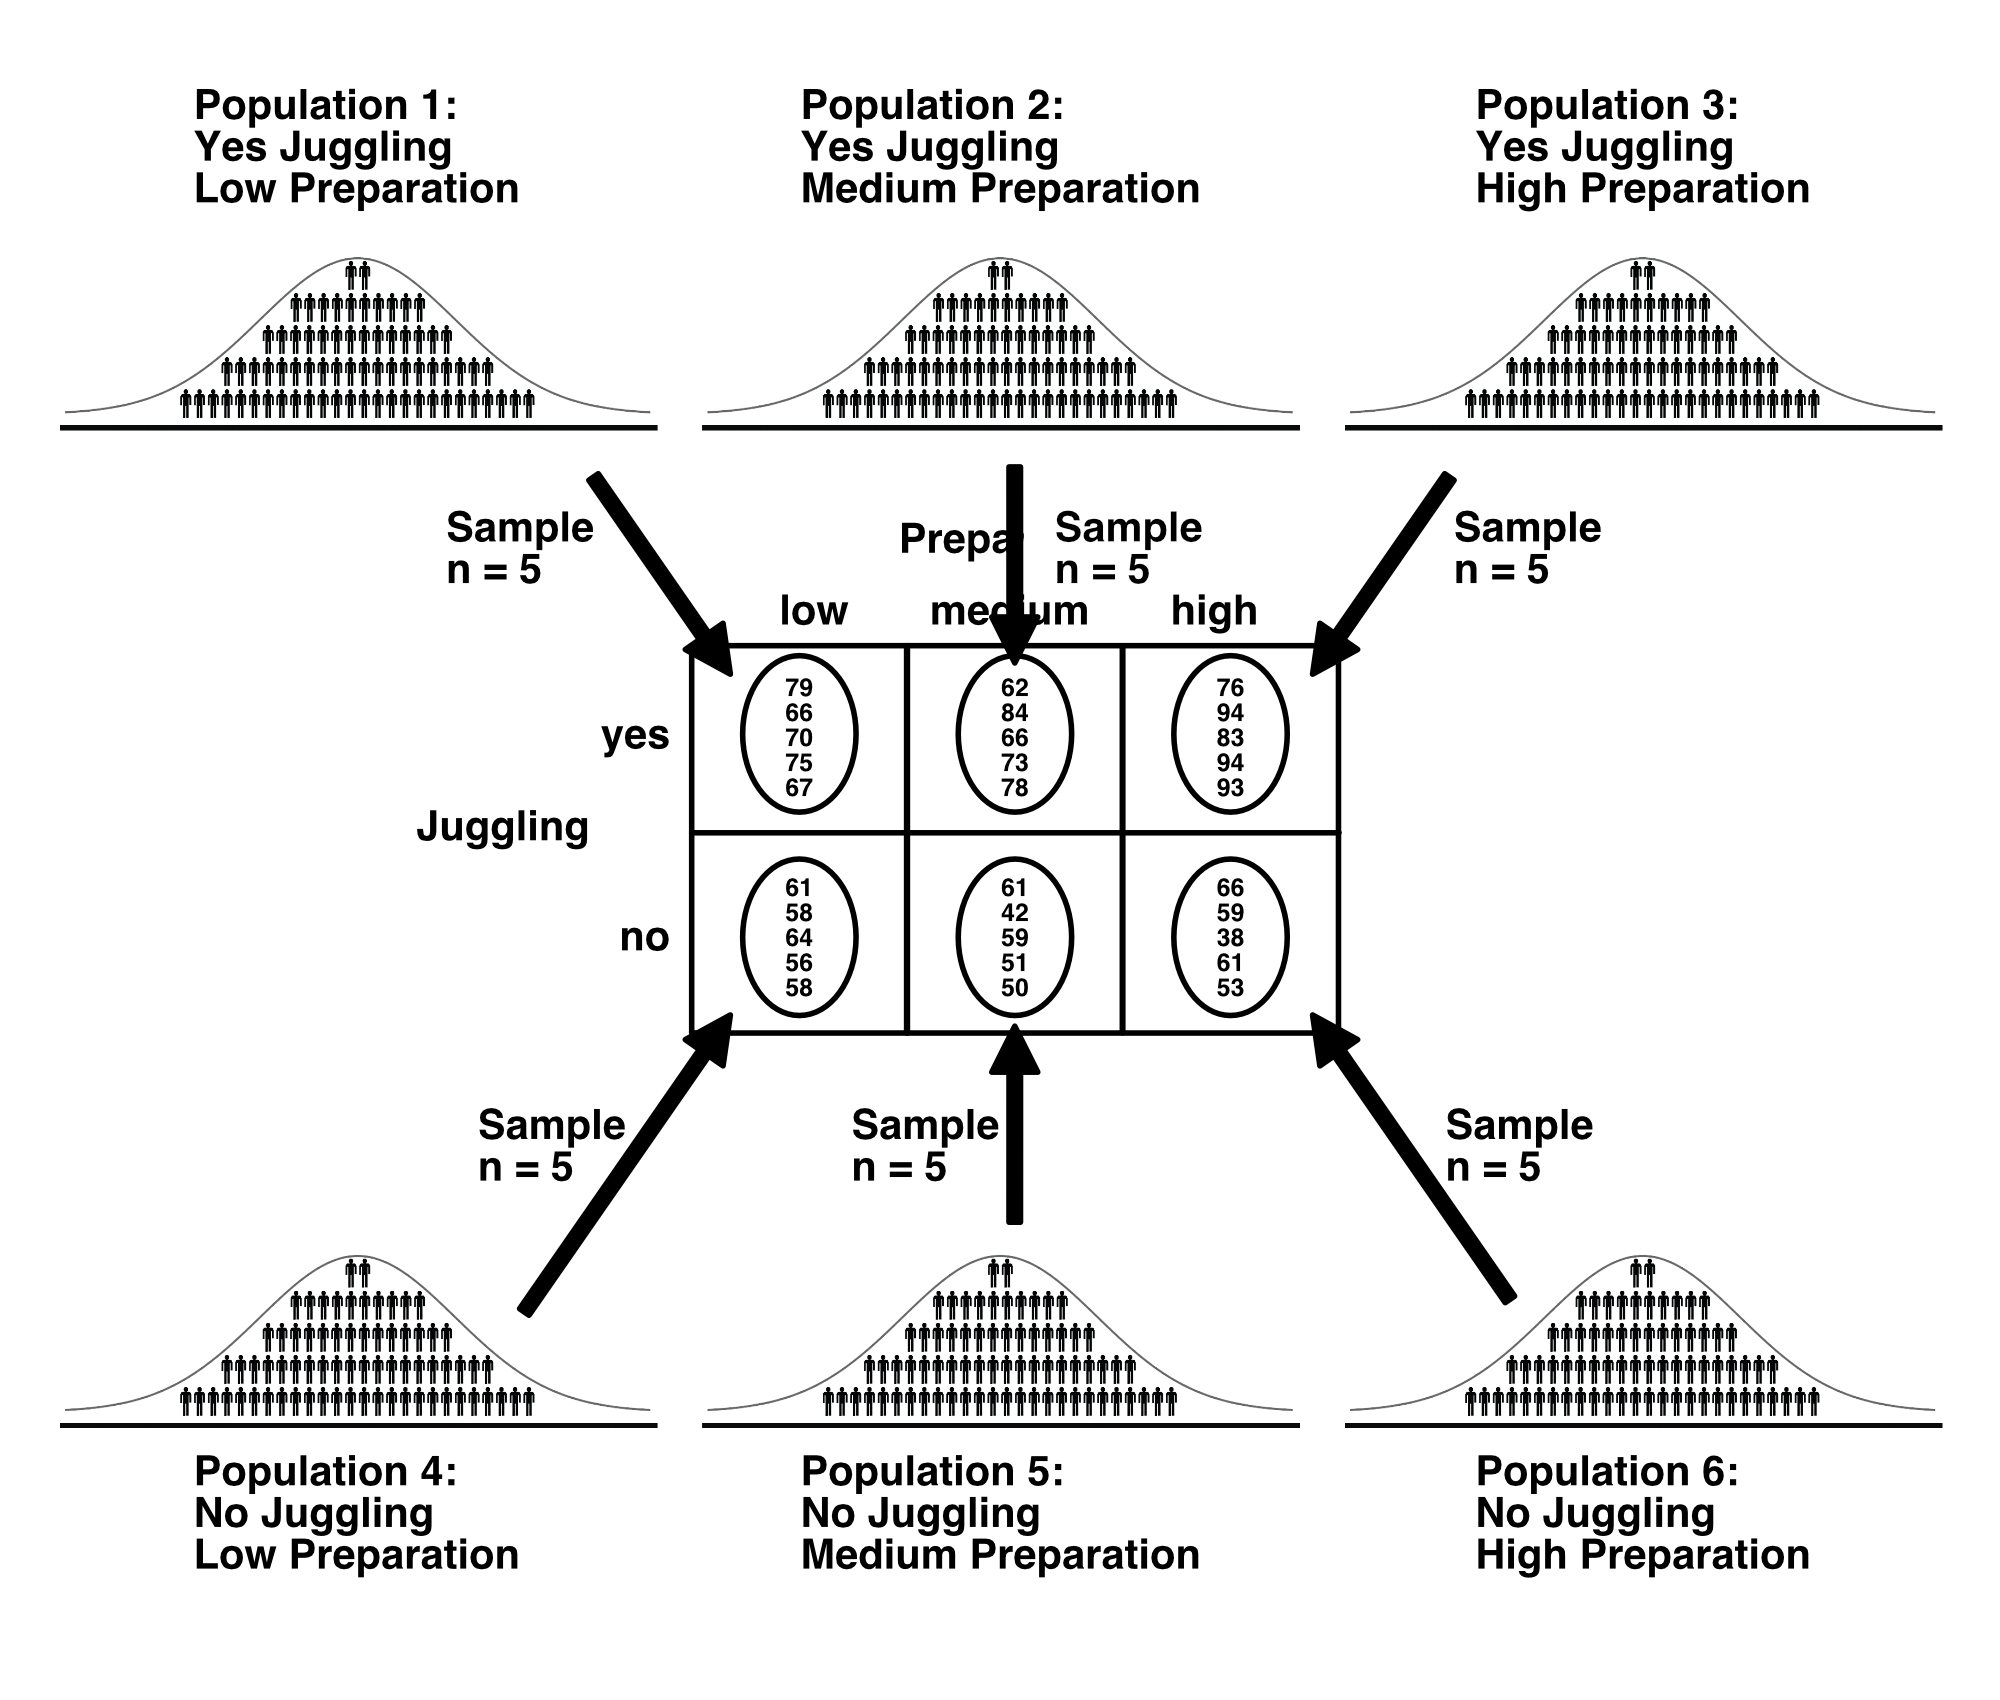 Population 1:
Yes Juggling
Low Preparation
Population 2:
Yes Juggling
Medium Preparation
Population 3:
Yes Juggling
High Preparation
Sample
n = 5
Prepar
Sample
n = 5
Sample
n = 5
low medium high
yes
79 62 76
66 84 94
70 66 83
75 73 94
67 78 93
Juggling
no
61 61 66
58 42 59
64 59 38
56 51 61
58 50 53
Sample
n = 5
Sample
n = 5
Sample
n = 5
Population 4:
No Juggling
Low Preparation
Population 5:
No Juggling
Medium Preparation
Population 6:
No Juggling
High Preparation